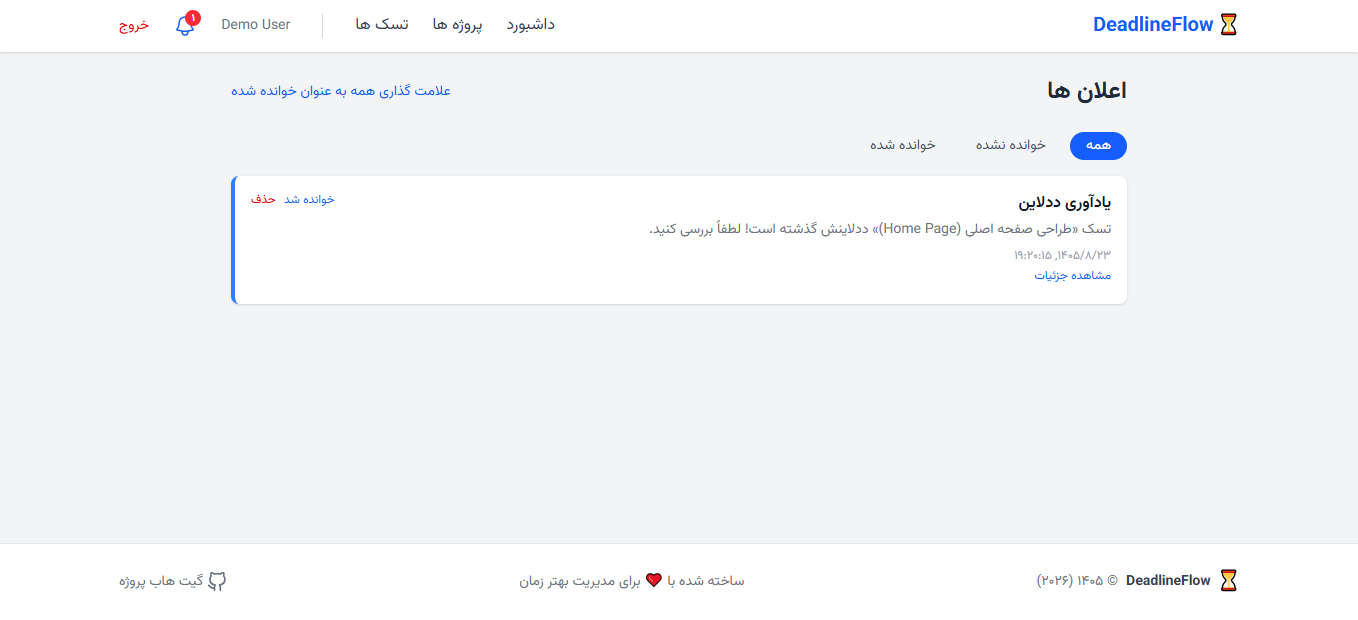 DeadlineFlow
داشبورد
پروژه ها
تسک ها
Demo User
۱
خروج
اعلان ها
علامت گذاری همه به عنوان خوانده شده
همه
خوانده نشده
خوانده شده
یادآوری ددلاین
خوانده شد
حذف
تسک «طراحی صفحه اصلی (Home Page)» ددلاینش گذشته است! لطفاً بررسی کنید.
۱۴۰۵/۸/۲۳, ۱۹:۲۰:۱۵
مشاهده جزئیات
DeadlineFlow © ۱۴۰۵ (۲۰۲۶)
ساخته شده با ❤️ برای مدیریت بهتر زمان
گیت هاب پروژه